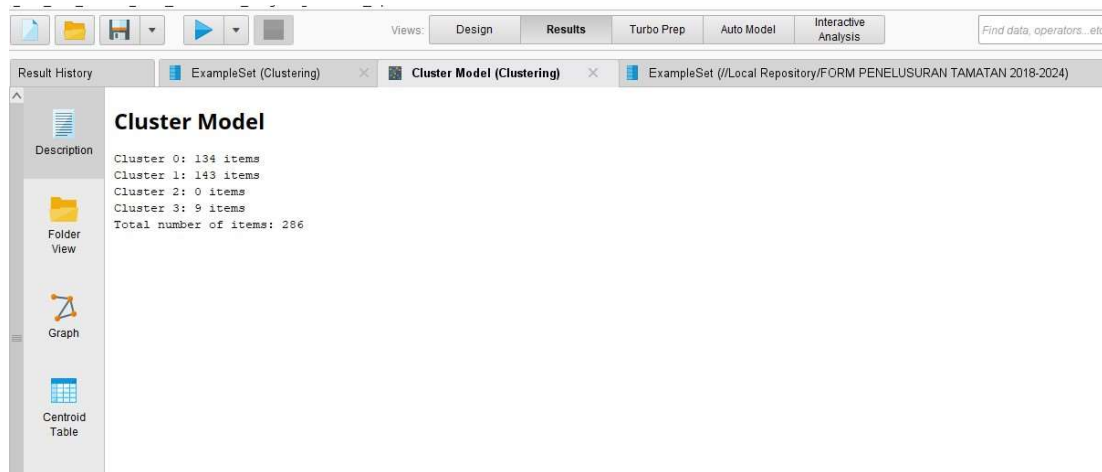 Views:
Design
Results
Turbo Prep
Auto Model
Interactive
Analysis
Find data, operators...etc
Result History
ExampleSet (Clustering)
Cluster Model (Clustering)
ExampleSet (//Local Repository/FORM PENELUSURAN TAMATAN 2018-2024)
Description
Folder
View
Graph
Centroid
Table
Cluster Model
Cluster 0: 134 items
Cluster 1: 143 items
Cluster 2: 0 items
Cluster 3: 9 items
Total number of items: 286